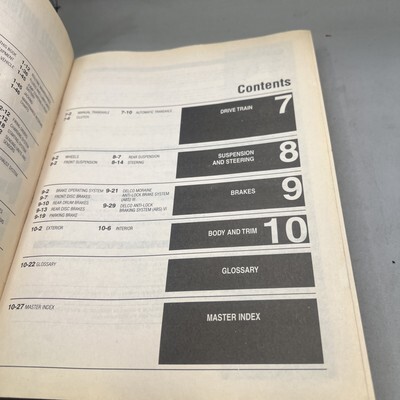 Contents
7-2 MANUAL TRANSAXLE 7-10 AUTOMATIC TRANSAXLE
CLUTCH
DRIVE TRAIN 7
8-2 WHEELS 8-7 REAR SUSPENSION
8-2 FRONT SUSPENSION 8-14 STEERING
SUSPENSION
AND STEERING 8
9-2 BRAKE OPERATING SYSTEM 9-21 DELCO MORAINE
9-7 FRONT DISC BRAKES ANTI-LOCK BRAKE SYSTEM
9-10 REAR DRUM BRAKES (ABS) III
9-13 REAR DISC BRAKES 9-29 DELCO ANTI-LOCK
9-19 PARKING BRAKE BRAKING SYSTEM (ABS) VI
BRAKES 9
10-2 EXTERIOR 10-6 INTERIOR
BODY AND TRIM 10
10-22 GLOSSARY
GLOSSARY
10-27 MASTER INDEX
MASTER INDEX